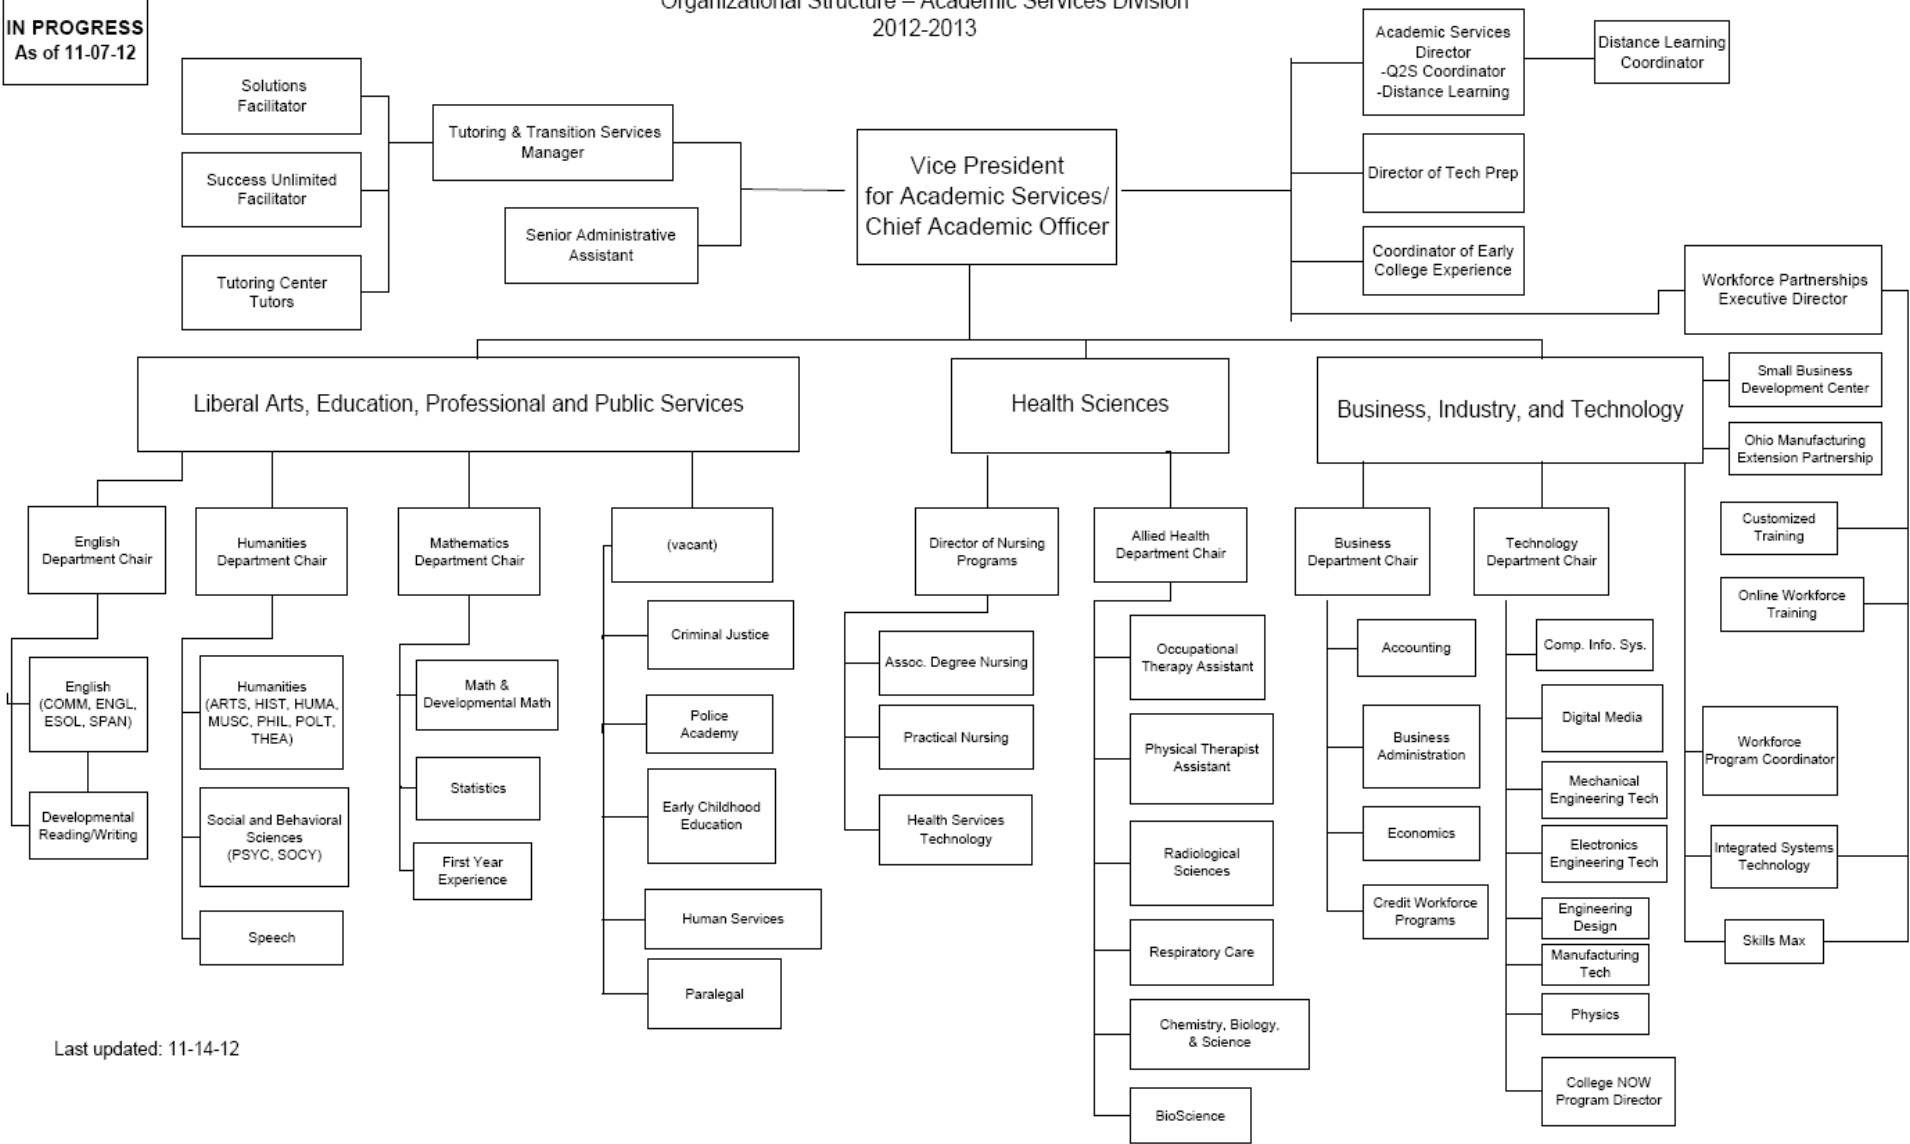 Organizational Structure – Academic Services Division
2012-2013
IN PROGRESS
As of 11-07-12
Solutions
Facilitator
Success Unlimited
Facilitator
Tutoring Center
Tutors
Tutoring & Transition Services
Manager
Senior Administrative
Assistant
Vice President
for Academic Services/
Chief Academic Officer
Academic Services
Director
-Q2S Coordinator
-Distance Learning
Distance Learning
Coordinator
Director of Tech Prep
Coordinator of Early
College Experience
Workforce Partnerships
Executive Director
Liberal Arts, Education, Professional and Public Services
Health Sciences
Business, Industry, and Technology
Small Business
Development Center
Ohio Manufacturing
Extension Partnership
Customized
Training
Online Workforce
Training
Workforce
Program Coordinator
Integrated Systems
Technology
Skills Max
English
Department Chair
English
(COMM, ENGL,
ESOL, SPAN)
Developmental
Reading/Writing
Humanities
Department Chair
Humanities
(ARTS, HIST, HUMA,
MUSC, PHIL, POLT,
THEA)
Social and Behavioral
Sciences
(PSYC, SOCY)
Speech
Mathematics
Department Chair
Math &
Developmental Math
Statistics
First Year
Experience
(vacant)
Criminal Justice
Police
Academy
Early Childhood
Education
Human Services
Paralegal
Director of Nursing
Programs
Assoc. Degree Nursing
Practical Nursing
Health Services
Technology
Allied Health
Department Chair
Occupational
Therapy Assistant
Physical Therapist
Assistant
Radiological
Sciences
Respiratory Care
Chemistry, Biology,
& Science
BioScience
Business
Department Chair
Accounting
Business
Administration
Economics
Credit Workforce
Programs
Technology
Department Chair
Comp. Info. Sys.
Digital Media
Mechanical
Engineering Tech
Electronics
Engineering Tech
Engineering
Design
Manufacturing
Tech
Physics
College NOW
Program Director
Last updated: 11-14-12